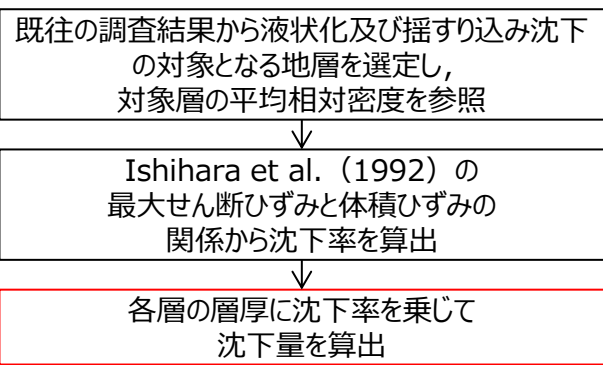 既往の調査結果から液状化及び揺すり込み沈下
の対象となる地層を選定し，
対象層の平均相対密度を参照
Ishihara et al.（1992）の
最大せん断ひずみと体積ひずみの
関係から沈下率を算出
各層の層厚に沈下率を乗じて
沈下量を算出